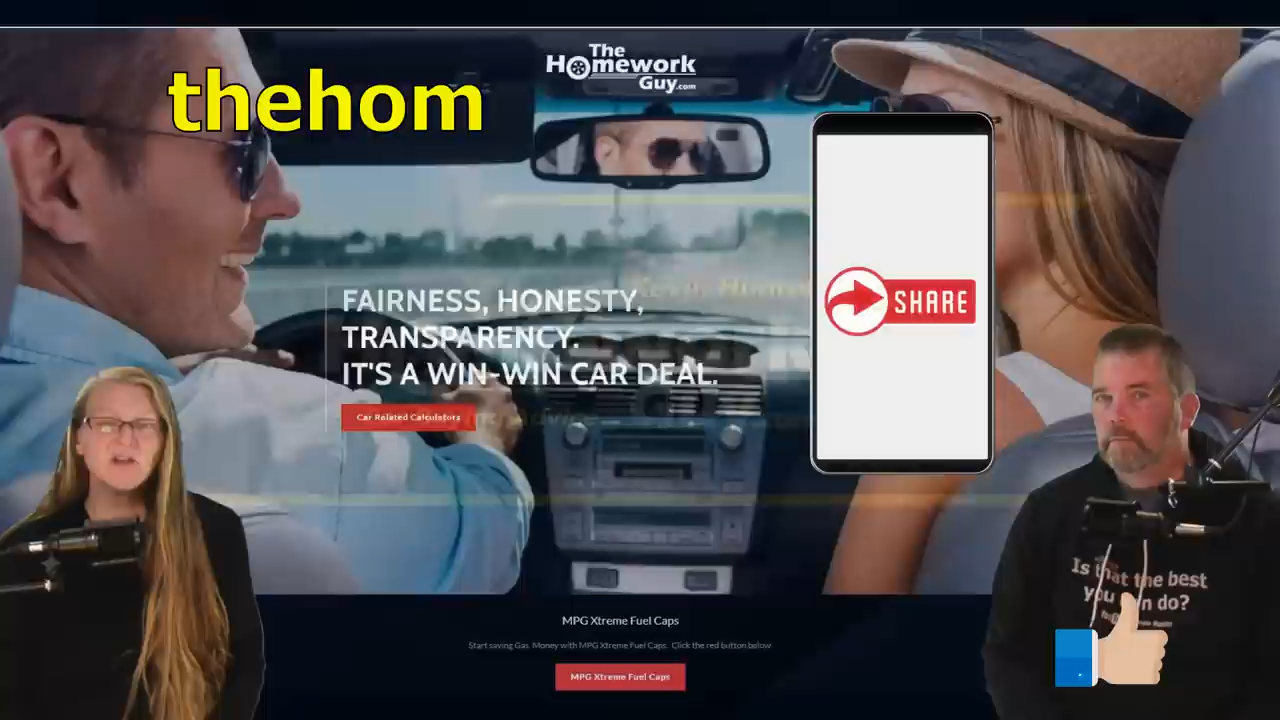 The
Homework
Guy.com
thehom
SHARE
FAIRNESS, HONESTY,
TRANSPARENCY.
IT'S A WIN-WIN CAR DEAL.
Car Related Calculators
Is that the best
you can do?
MPG Xtreme Fuel Caps
Start saving Gas Money with MPG Xtreme Fuel Caps. Click the red button below
MPG Xtreme Fuel Caps